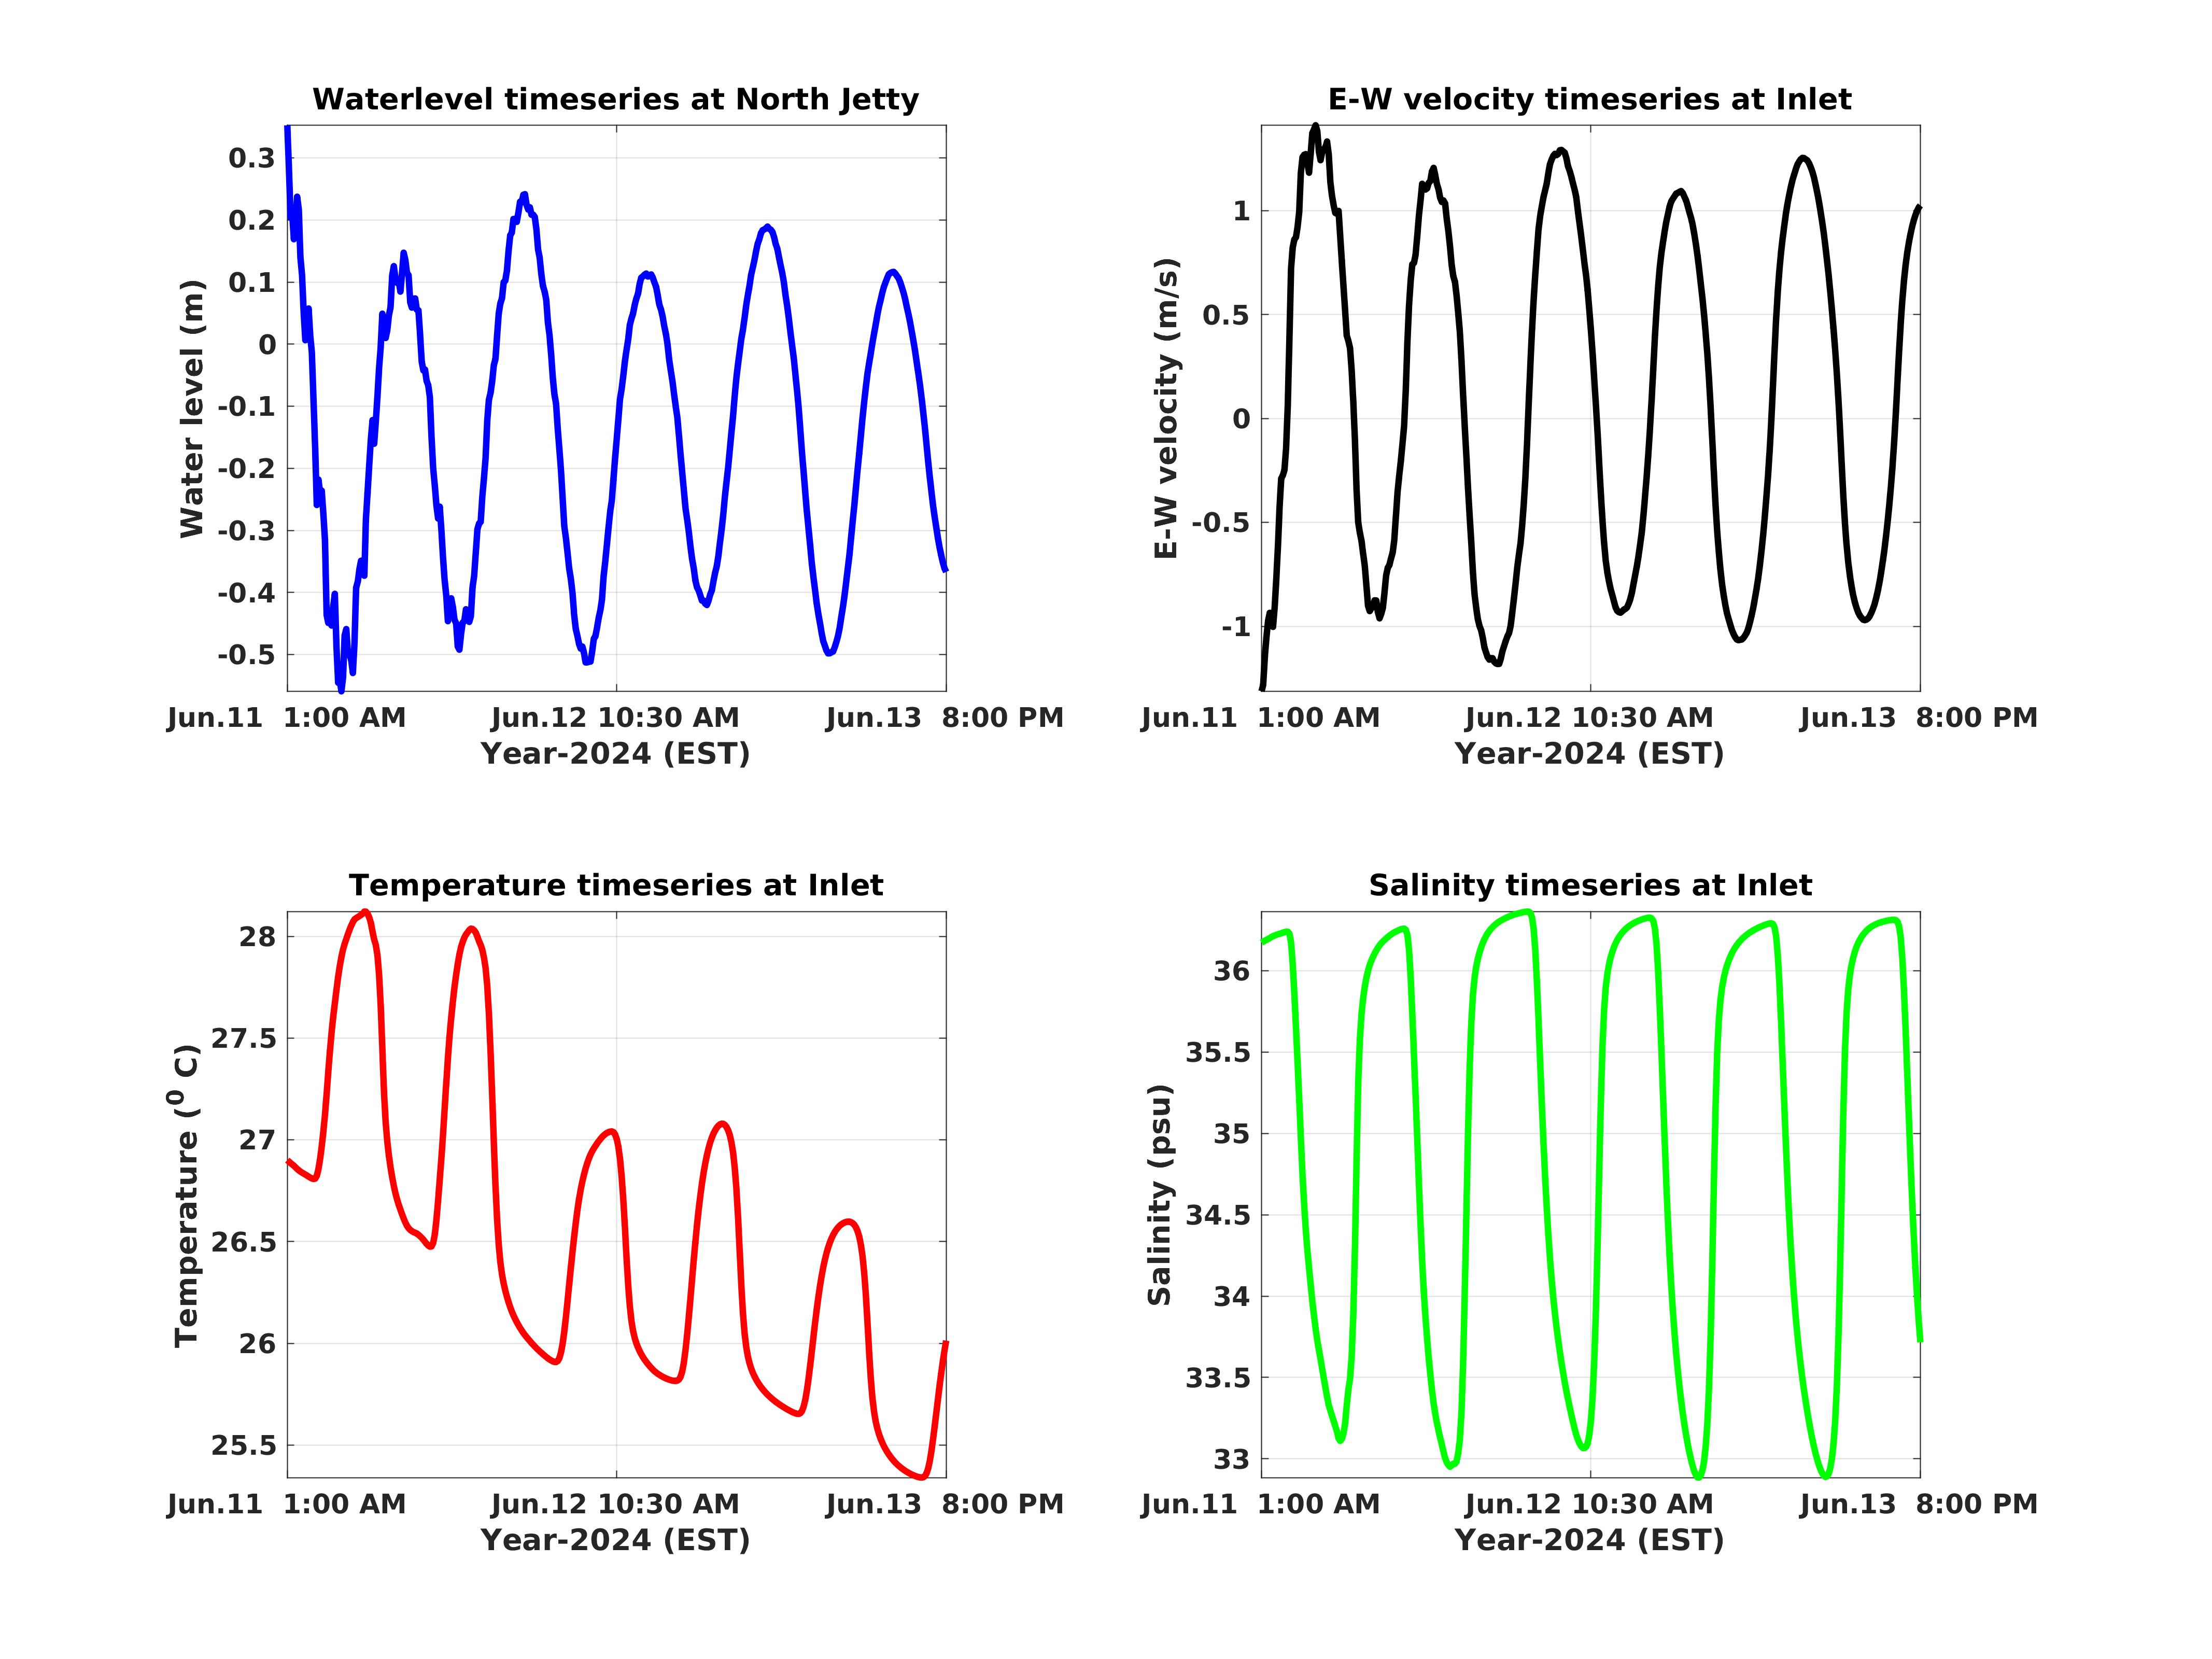 Waterlevel timeseries at North Jetty
0.3
0.2
0.1
0
-0.1
-0.2
-0.3
-0.4
-0.5
Water level (m)
Jun.11 1:00 AM Jun.12 10:30 AM Jun.13 8:00 PM
Year-2024 (EST)
E-W velocity timeseries at Inlet
1
0.5
0
-0.5
-1
E-W velocity (m/s)
Jun.11 1:00 AM Jun.12 10:30 AM Jun.13 8:00 PM
Year-2024 (EST)
Temperature timeseries at Inlet
28
27.5
27
26.5
26
25.5
Temperature (⁰ C)
Jun.11 1:00 AM Jun.12 10:30 AM Jun.13 8:00 PM
Year-2024 (EST)
Salinity timeseries at Inlet
36
35.5
35
34.5
34
33.5
33
Salinity (psu)
Jun.11 1:00 AM Jun.12 10:30 AM Jun.13 8:00 PM
Year-2024 (EST)